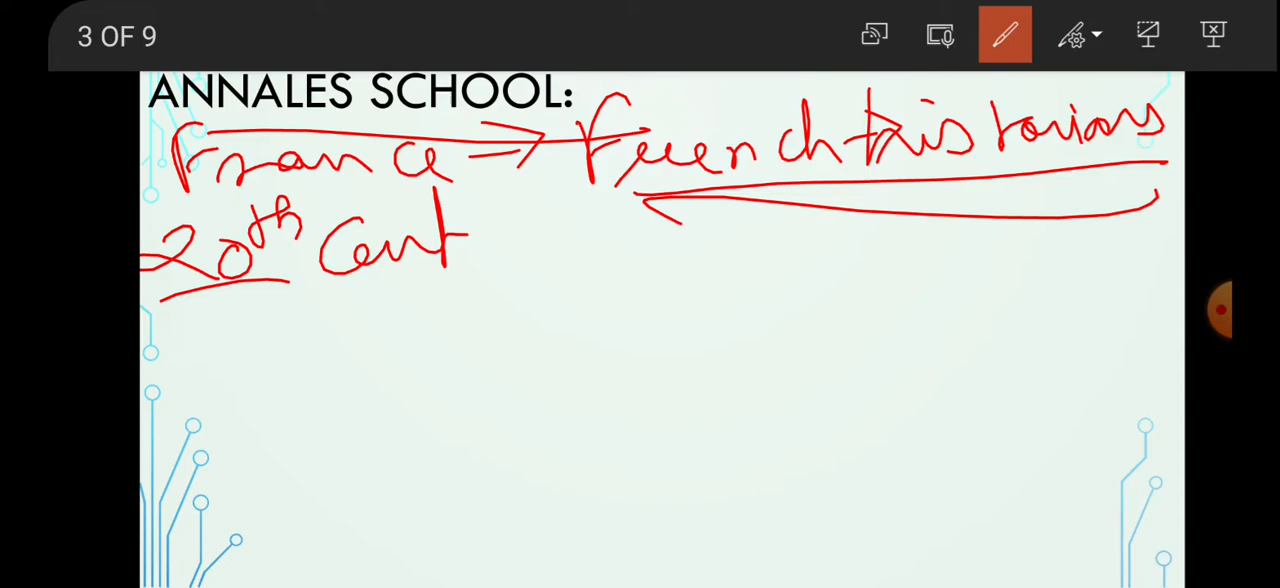 3 OF 9
ANNALES SCHOOL:
France → French Historians
20th Cent